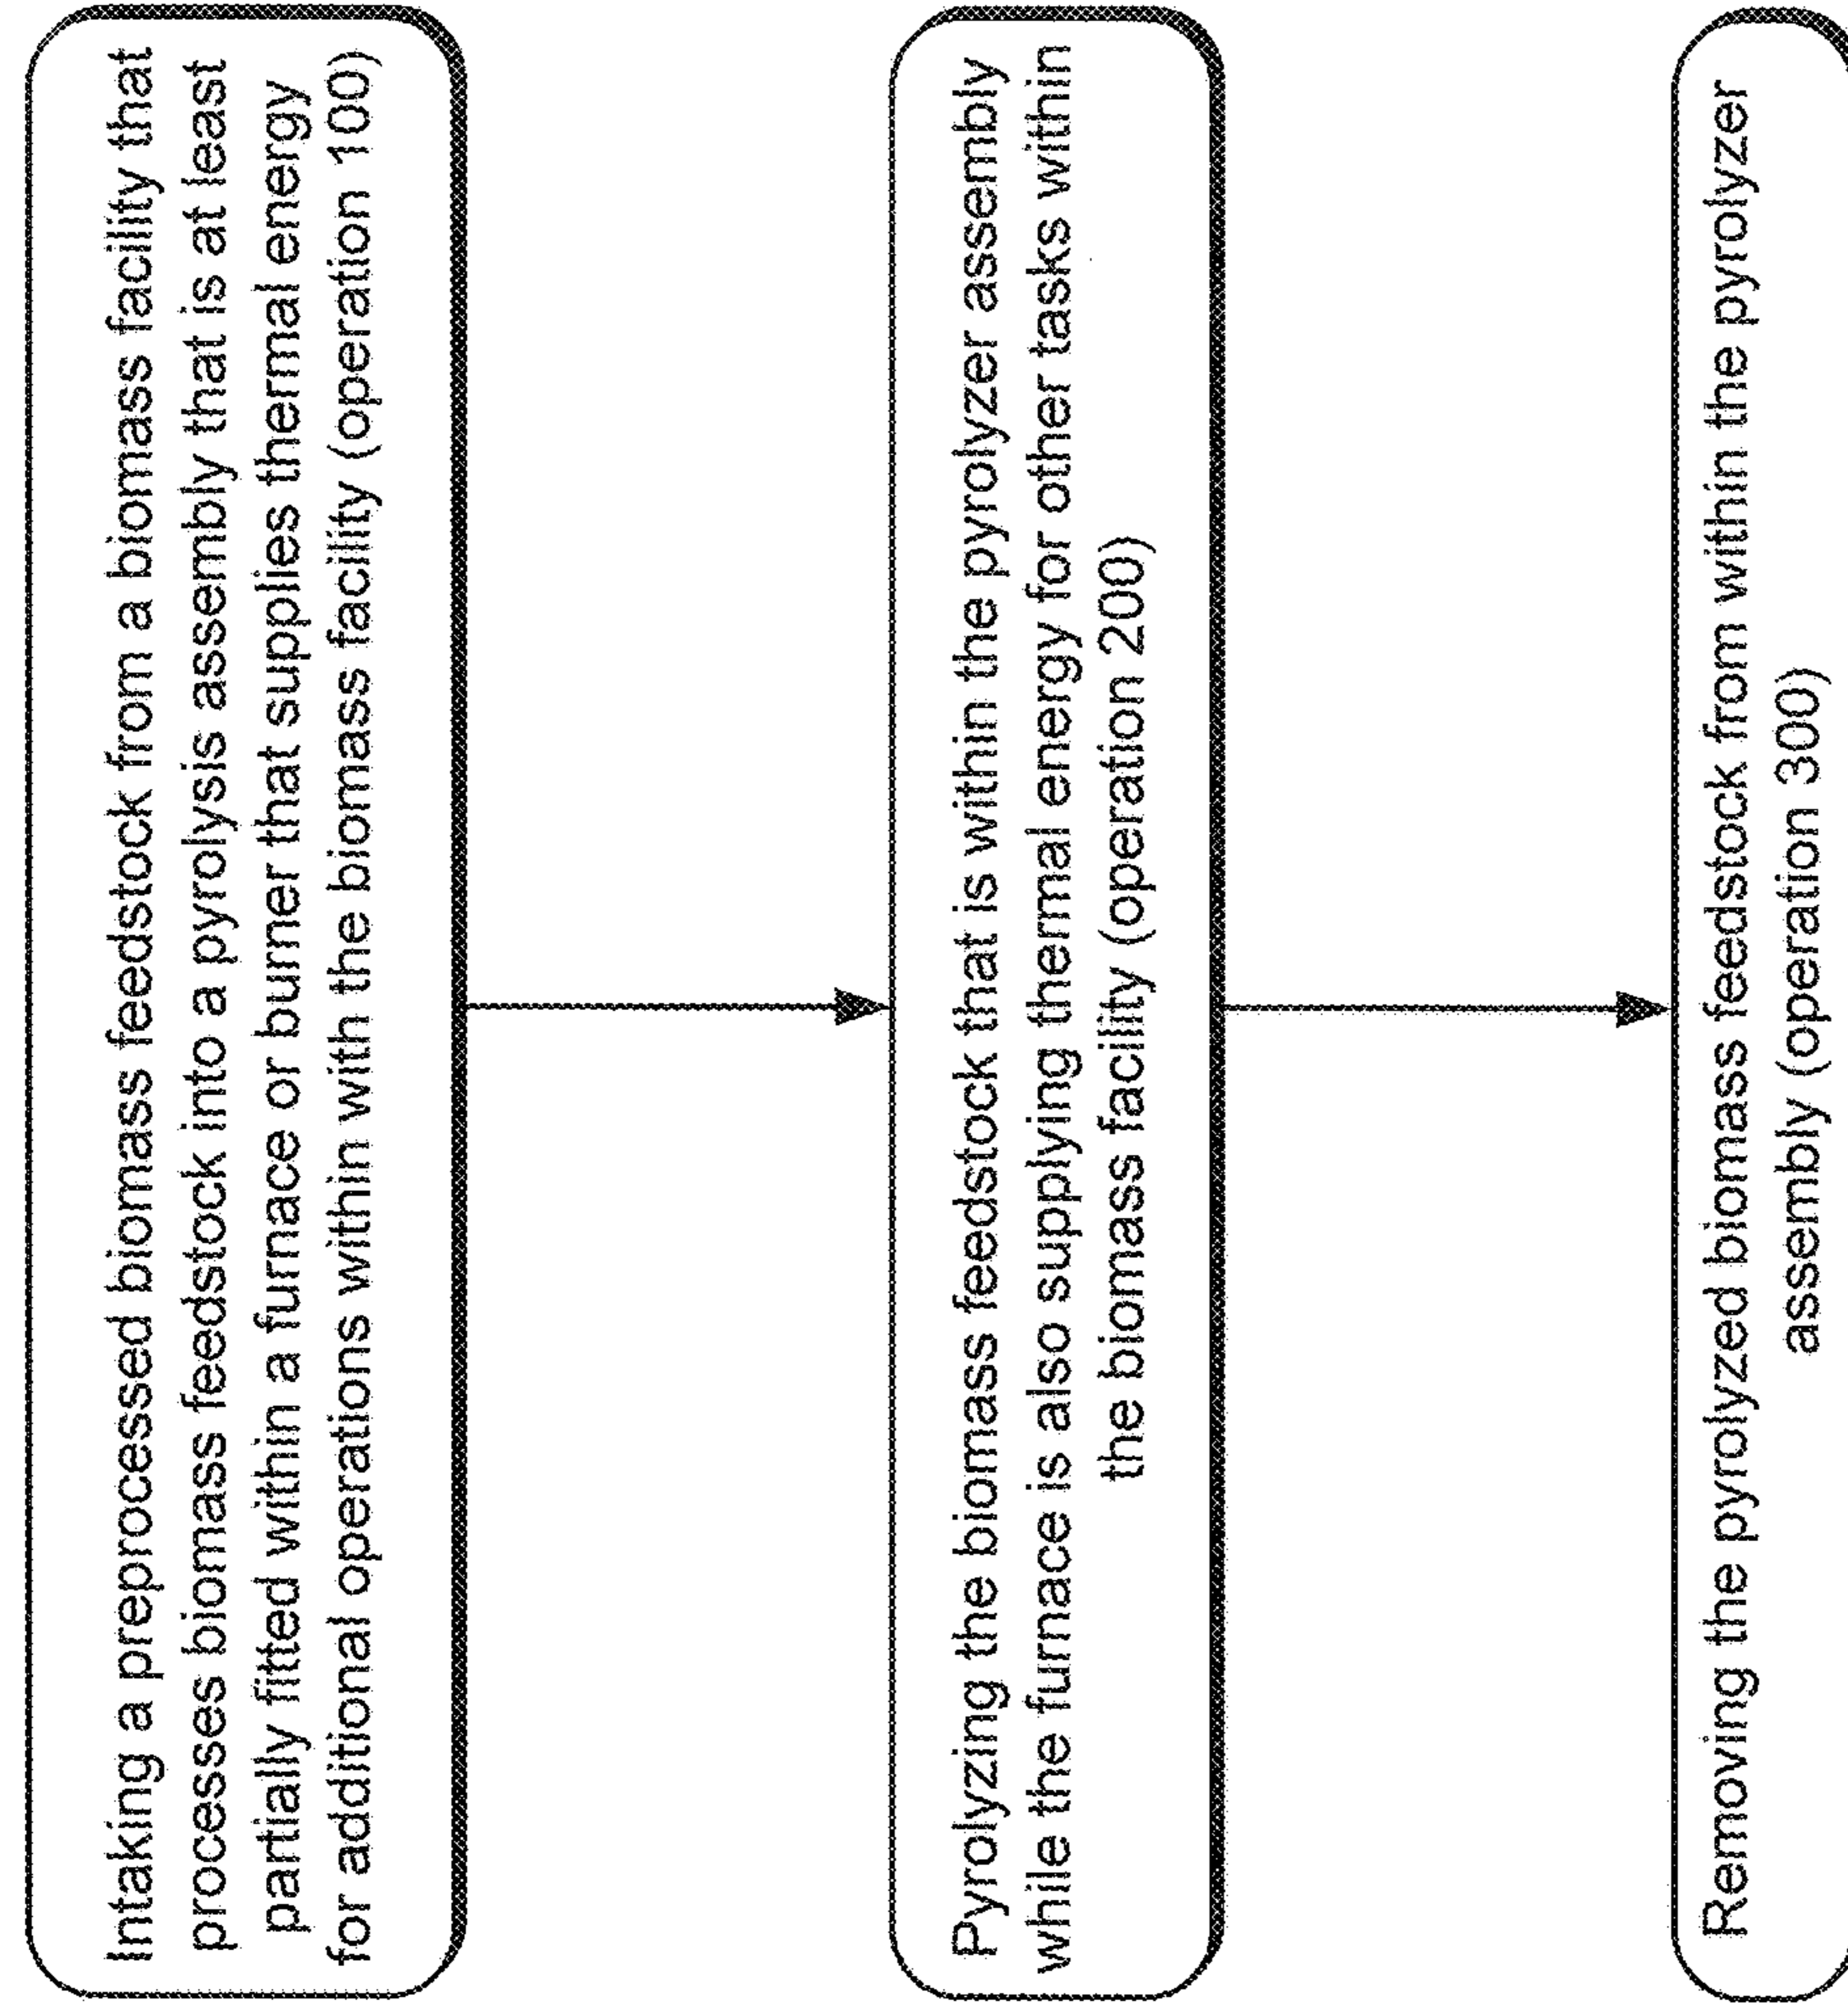 Intaking a preprocessed biomass feedstock from a biomass facility that
processes biomass feedstock into a pyrolysis assembly that is at least
partially fitted within a furnace or burner that supplies thermal energy
for additional operations within with the biomass facility (operation 100)
Pyrolyzing the biomass feedstock that is within the pyrolyzer assembly
while the furnace is also supplying thermal energy for other tasks within
the biomass facility (operation 200)
Removing the pyrolyzed biomass feedstock from within the pyrolyzer
assembly (operation 300)